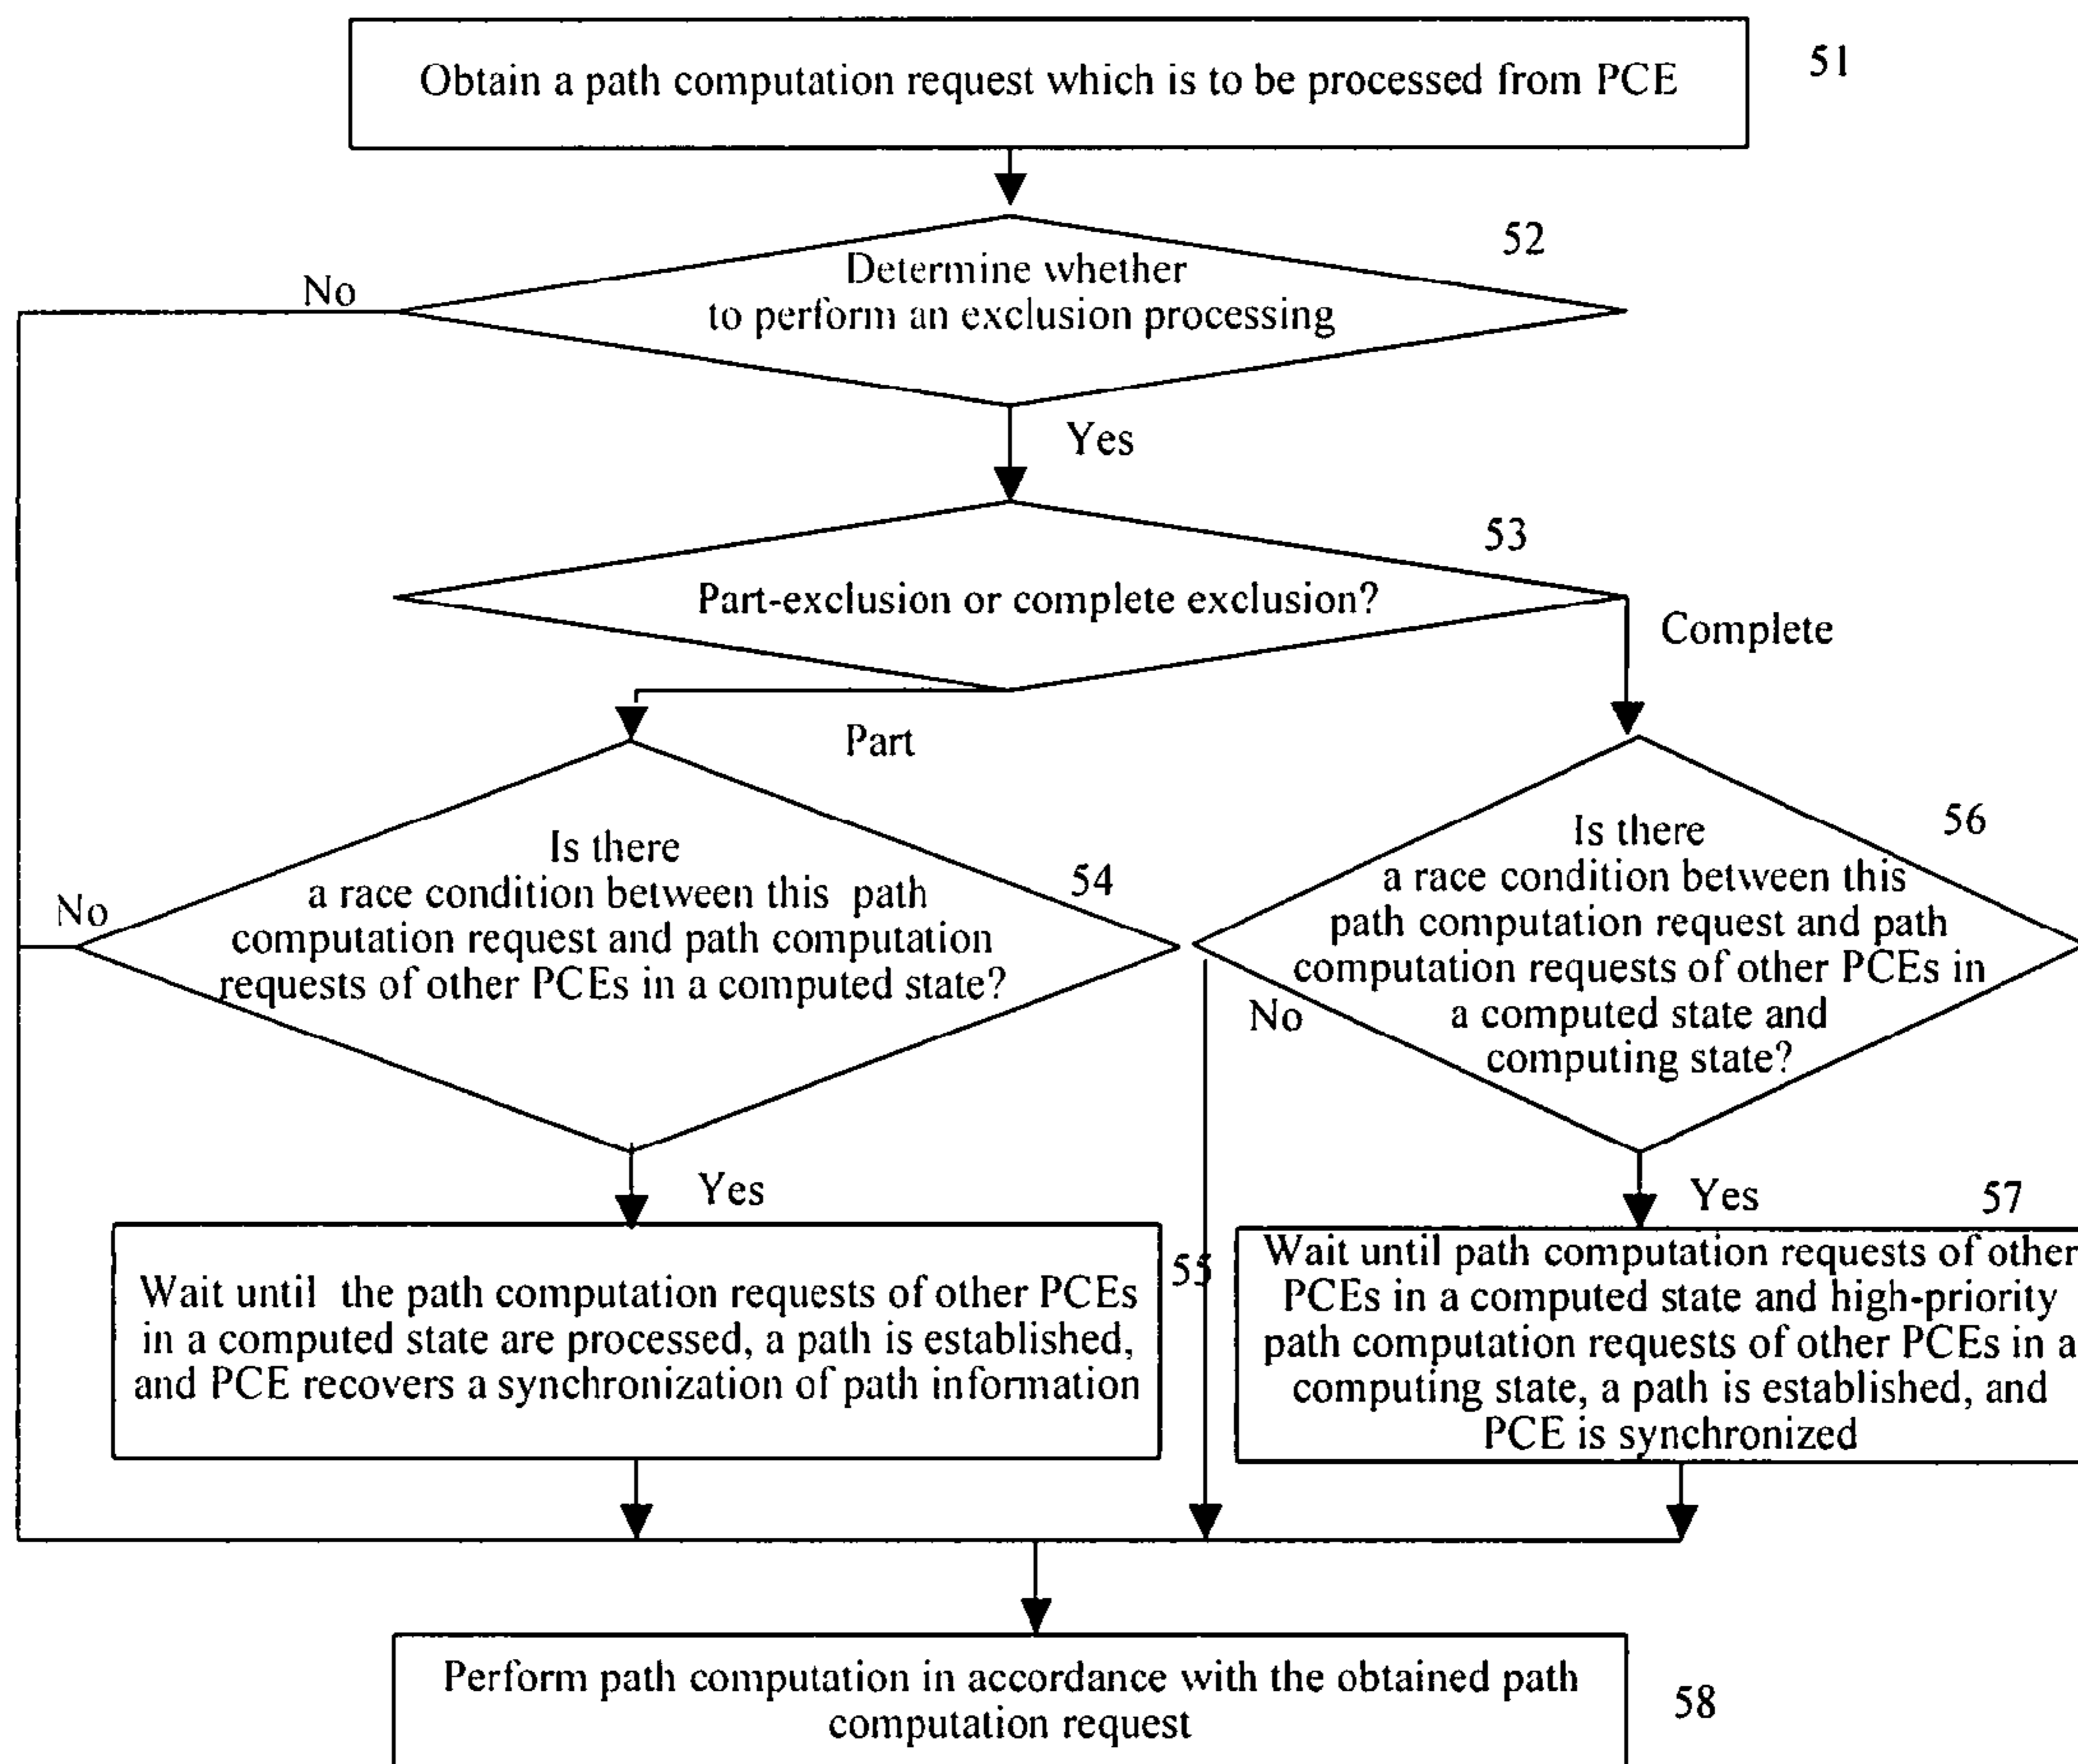 Obtain a path computation request which is to be processed from PCE
51
52
Determine whether
to perform an exclusion processing
No
Yes
53
Part-exclusion or complete exclusion?
Complete
Part
Is there
a race condition between this path
computation request and path computation
requests of other PCEs in a computed state?
54
No
Is there
a race condition between this
path computation request and path
computation requests of other PCEs in
a computed state and
computing state?
56
No
Yes
Yes
57
Wait until the path computation requests of other PCEs
in a computed state are processed, a path is established,
and PCE recovers a synchronization of path information
55
Wait until path computation requests of other
PCEs in a computed state and high-priority
path computation requests of other PCEs in a
computing state, a path is established, and
PCE is synchronized
Perform path computation in accordance with the obtained path
computation request
58